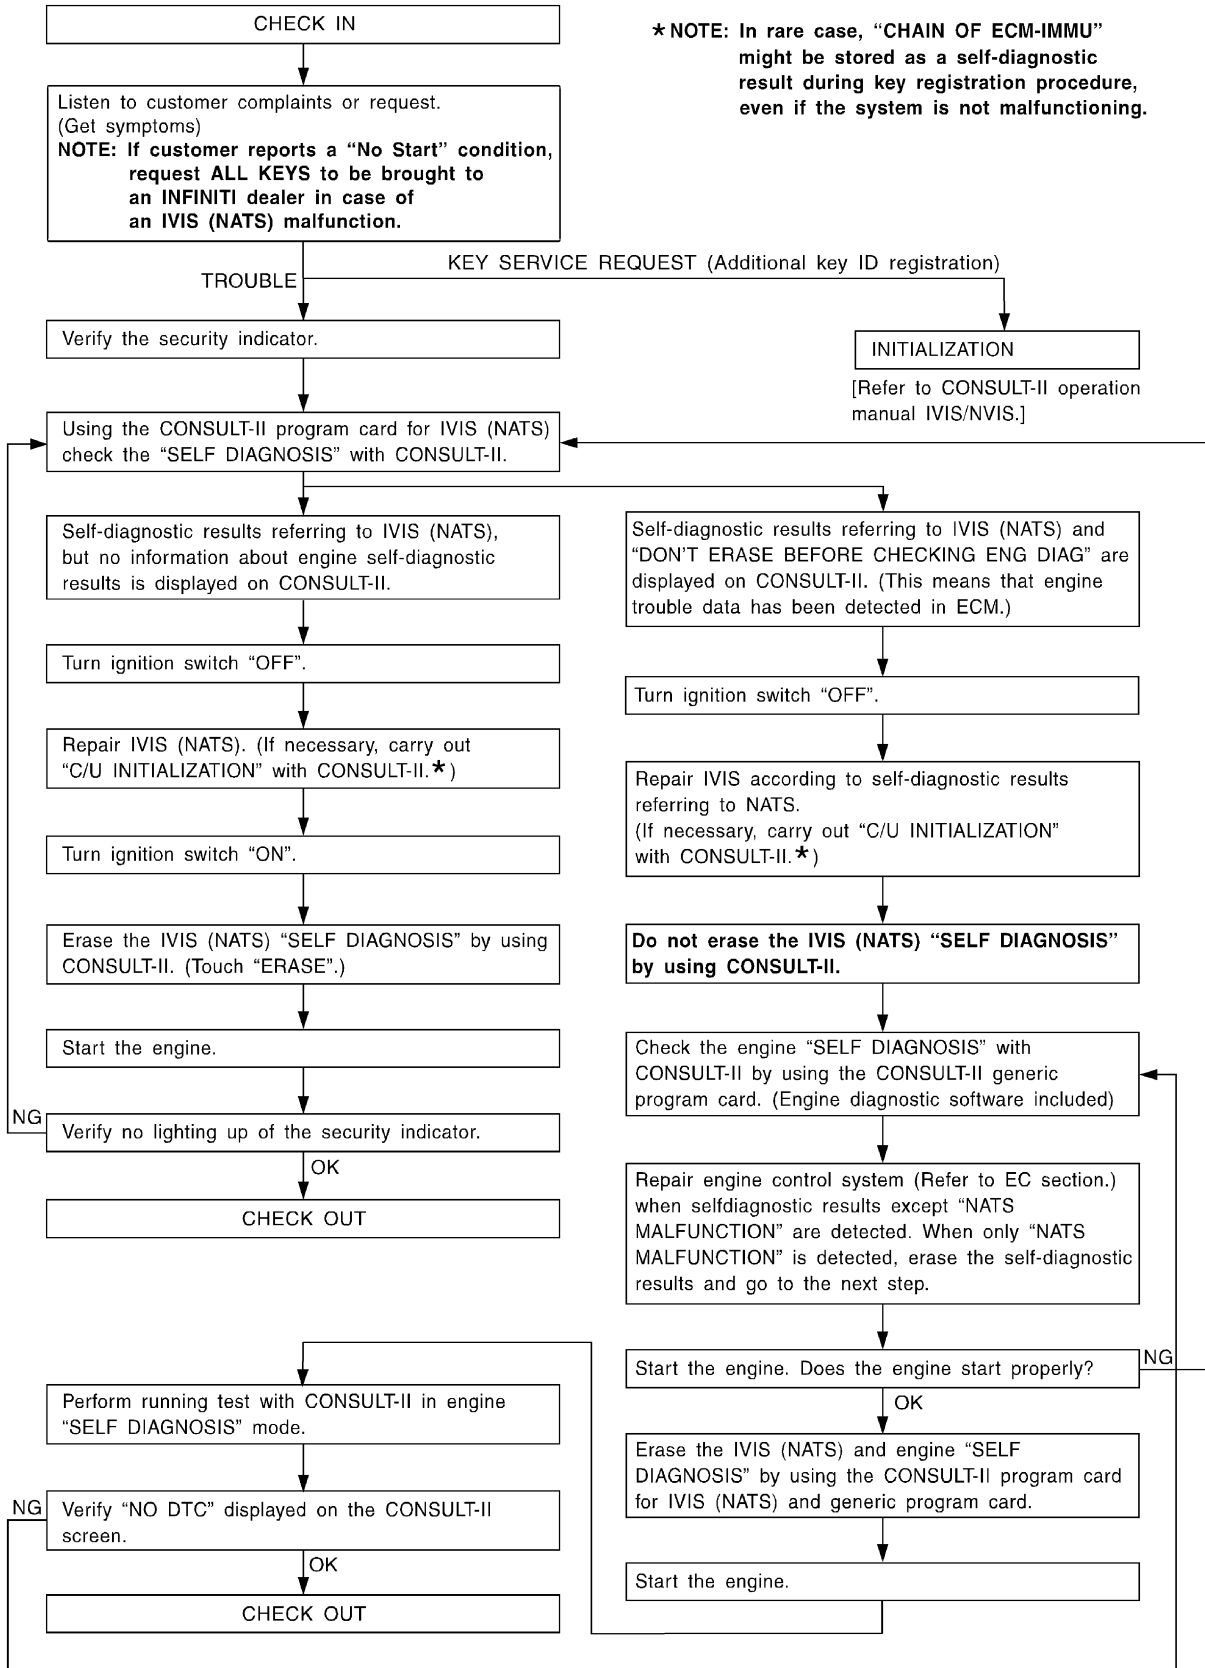 CHECK IN
★ NOTE: In rare case, “CHAIN OF ECM-IMMU”
might be stored as a self-diagnostic
result during key registration procedure,
even if the system is not malfunctioning.
Listen to customer complaints or request.
(Get symptoms)
NOTE: If customer reports a “No Start” condition,
request ALL KEYS to be brought to
an INFINITI dealer in case of
an IVIS (NATS) malfunction.
KEY SERVICE REQUEST (Additional key ID registration)
TROUBLE
Verify the security indicator.
INITIALIZATION
[Refer to CONSULT-II operation
manual IVIS/NVIS.]
Using the CONSULT-II program card for IVIS (NATS)
check the “SELF DIAGNOSIS” with CONSULT-II.
Self-diagnostic results referring to IVIS (NATS),
but no information about engine self-diagnostic
results is displayed on CONSULT-II.
Turn ignition switch “OFF”.
Repair IVIS (NATS). (If necessary, carry out
“C/U INITIALIZATION” with CONSULT-II.★)
Turn ignition switch “ON”.
Erase the IVIS (NATS) “SELF DIAGNOSIS” by using
CONSULT-II. (Touch “ERASE”.)
Start the engine.
NG
Verify no lighting up of the security indicator.
OK
CHECK OUT
Self-diagnostic results referring to IVIS (NATS) and
“DON’T ERASE BEFORE CHECKING ENG DIAG” are
displayed on CONSULT-II. (This means that engine
trouble data has been detected in ECM.)
Turn ignition switch “OFF”.
Repair IVIS according to self-diagnostic results
referring to NATS.
(If necessary, carry out “C/U INITIALIZATION”
with CONSULT-II.★)
Do not erase the IVIS (NATS) “SELF DIAGNOSIS”
by using CONSULT-II.
Check the engine “SELF DIAGNOSIS” with
CONSULT-II by using the CONSULT-II generic
program card. (Engine diagnostic software included)
Repair engine control system (Refer to EC section.)
when selfdiagnostic results except “NATS
MALFUNCTION” are detected. When only “NATS
MALFUNCTION” is detected, erase the self-diagnostic
results and go to the next step.
Start the engine. Does the engine start properly?
NG
OK
Erase the IVIS (NATS) and engine “SELF
DIAGNOSIS” by using the CONSULT-II program card
for IVIS (NATS) and generic program card.
Start the engine.
Perform running test with CONSULT-II in engine
“SELF DIAGNOSIS” mode.
NG
Verify “NO DTC” displayed on the CONSULT-II
screen.
OK
CHECK OUT